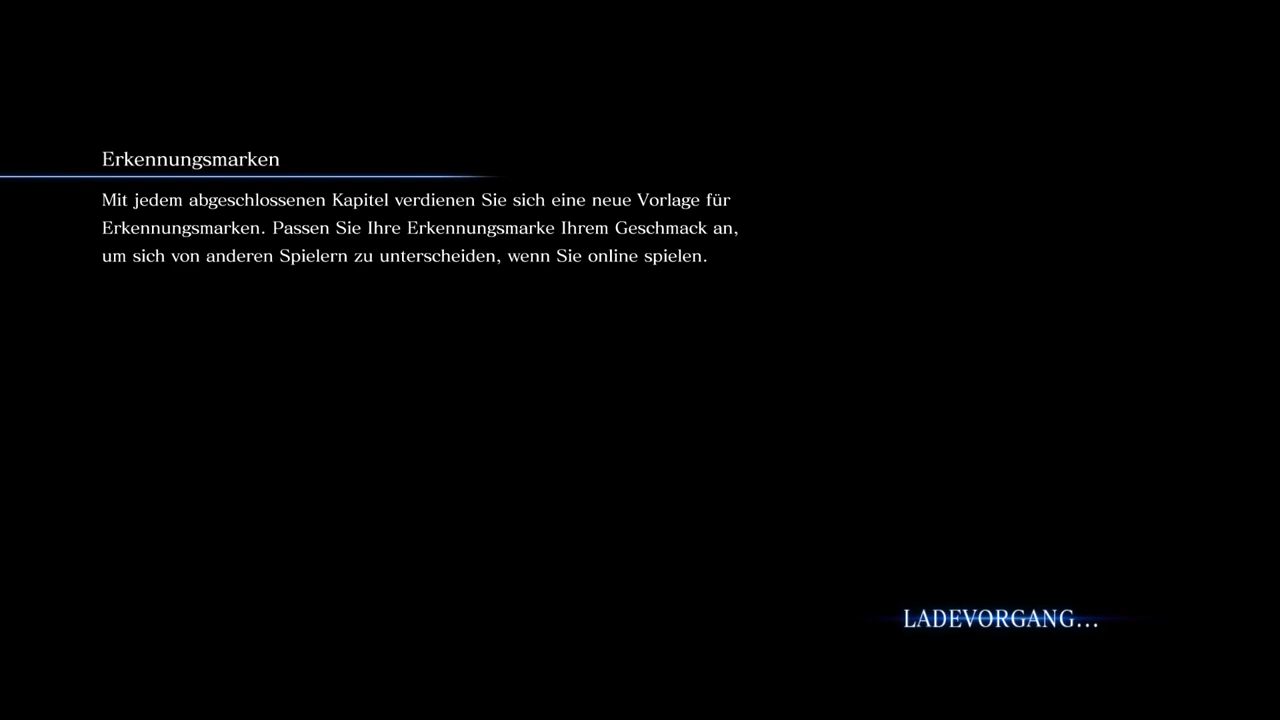 Erkennungsmarken
Mit jedem abgeschlossenen Kapitel verdienen Sie sich eine neue Vorlage für
Erkennungsmarken. Passen Sie Ihre Erkennungsmarke Ihrem Geschmack an,
um sich von anderen Spielern zu unterscheiden, wenn Sie online spielen.
LADEVORGANG...